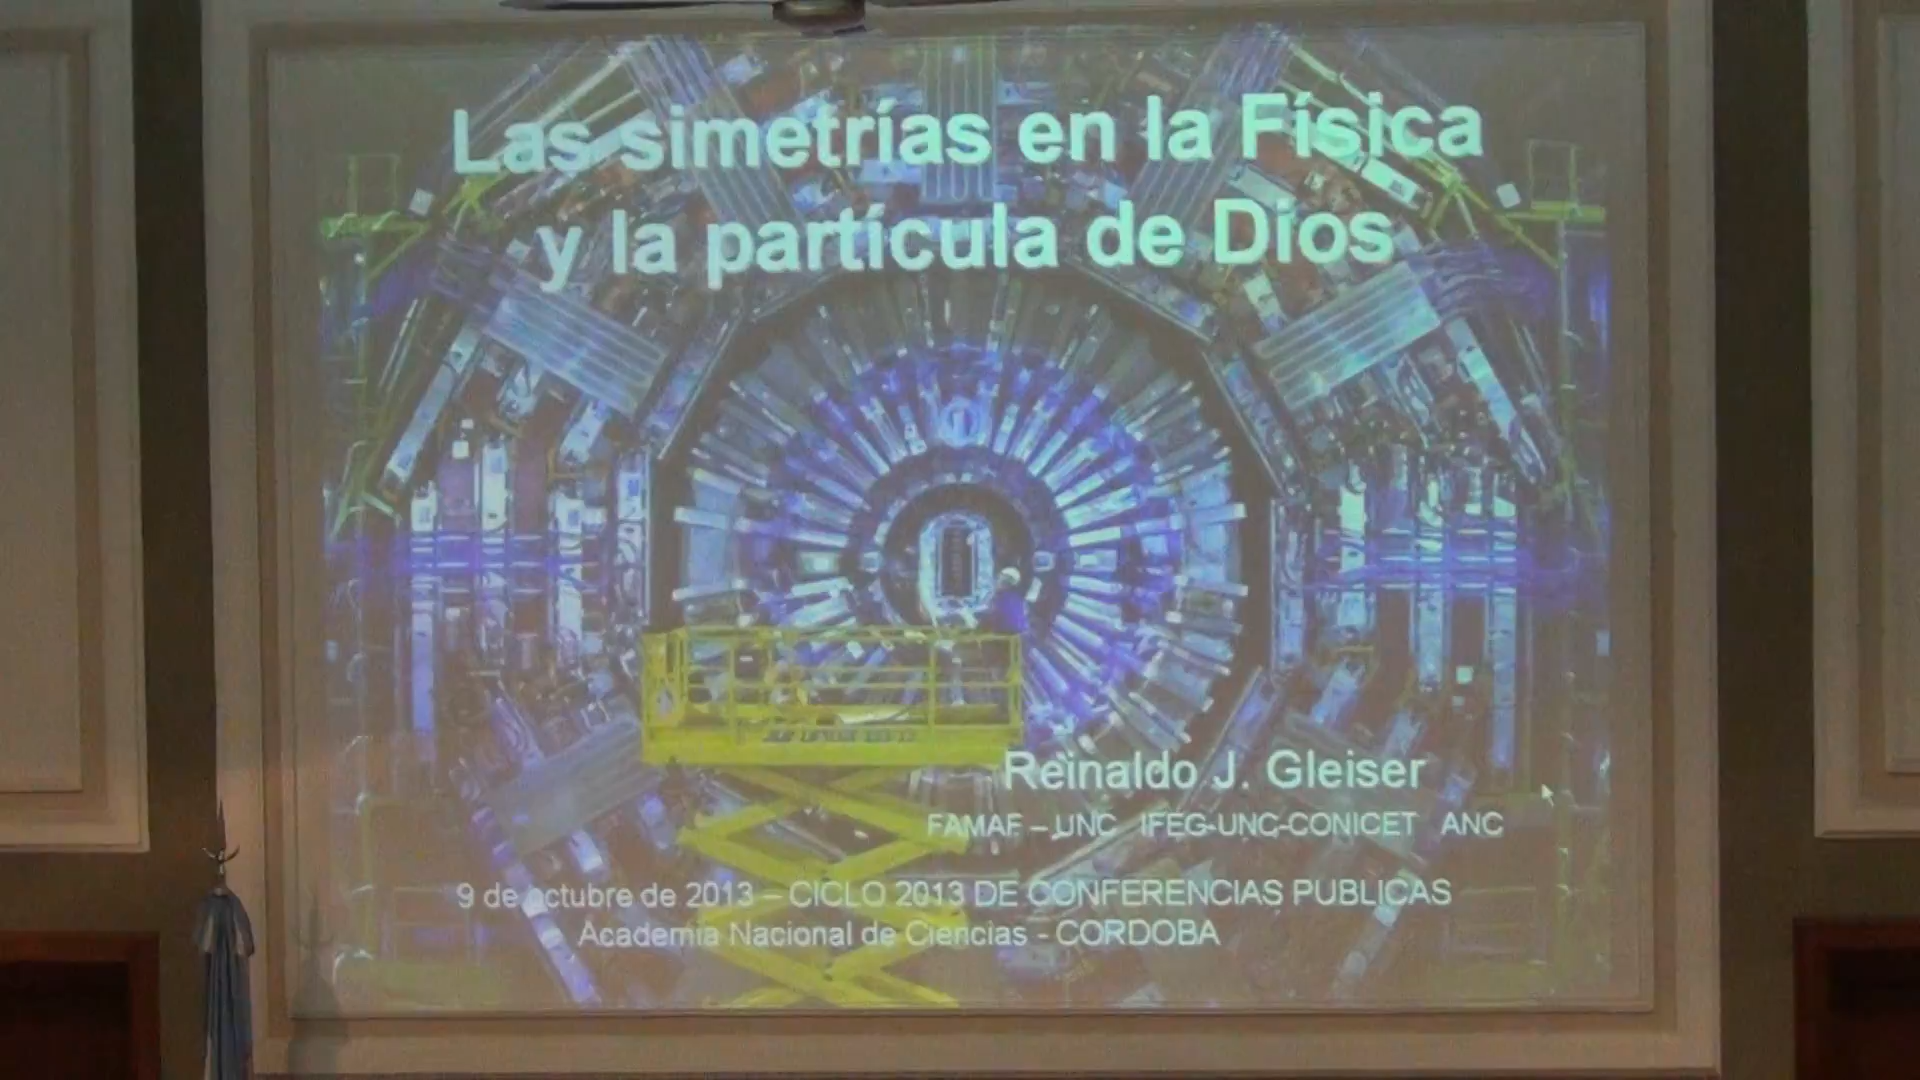 Las simetrías en la Física
y la partícula de Dios
Reinaldo J. Gleiser
FAMAF – UNC IFEG-UNC-CONICET ANC
9 de octubre de 2013 – CICLO 2013 DE CONFERENCIAS PUBLICAS
Academia Nacional de Ciencias - CORDOBA